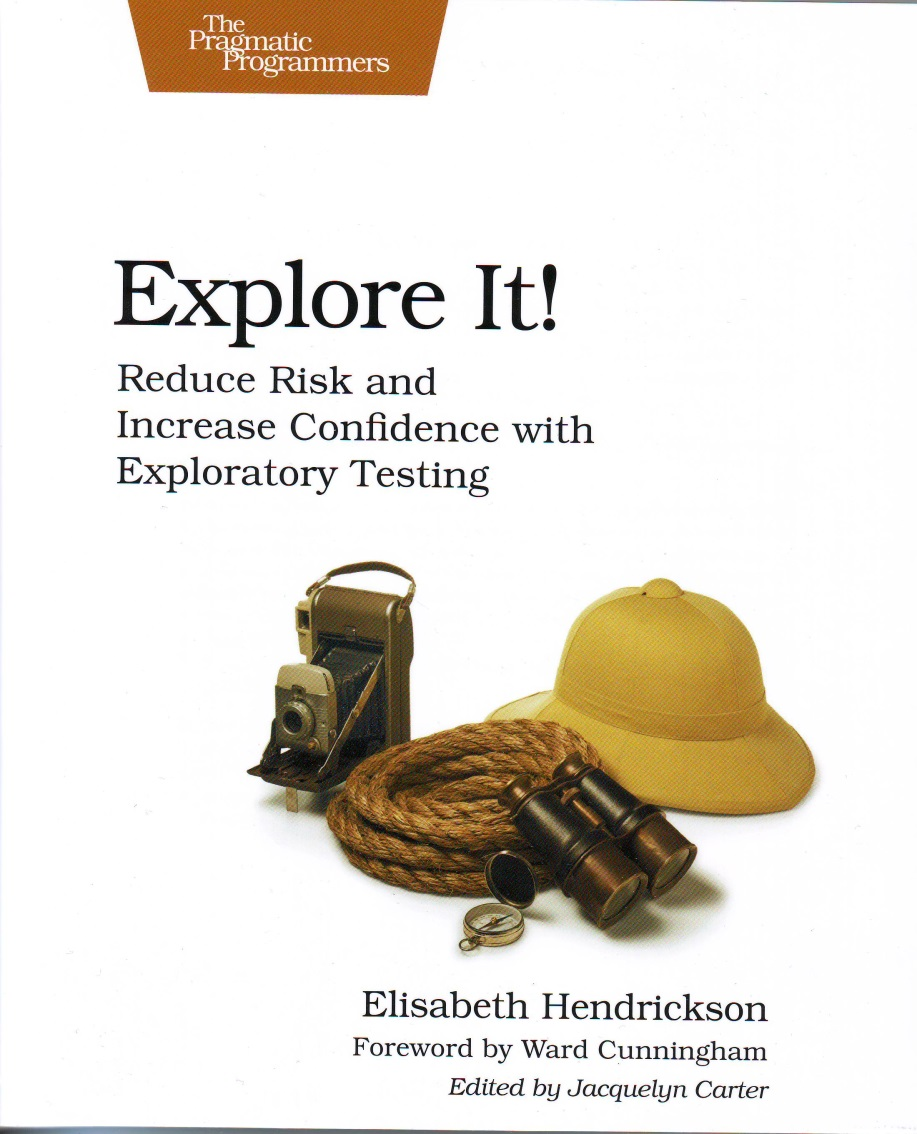 The
Pragmatic
Programmers
Explore It!
Reduce Risk and
Increase Confidence with
Exploratory Testing
Elisabeth Hendrickson
Foreword by Ward Cunningham
Edited by Jacquelyn Carter